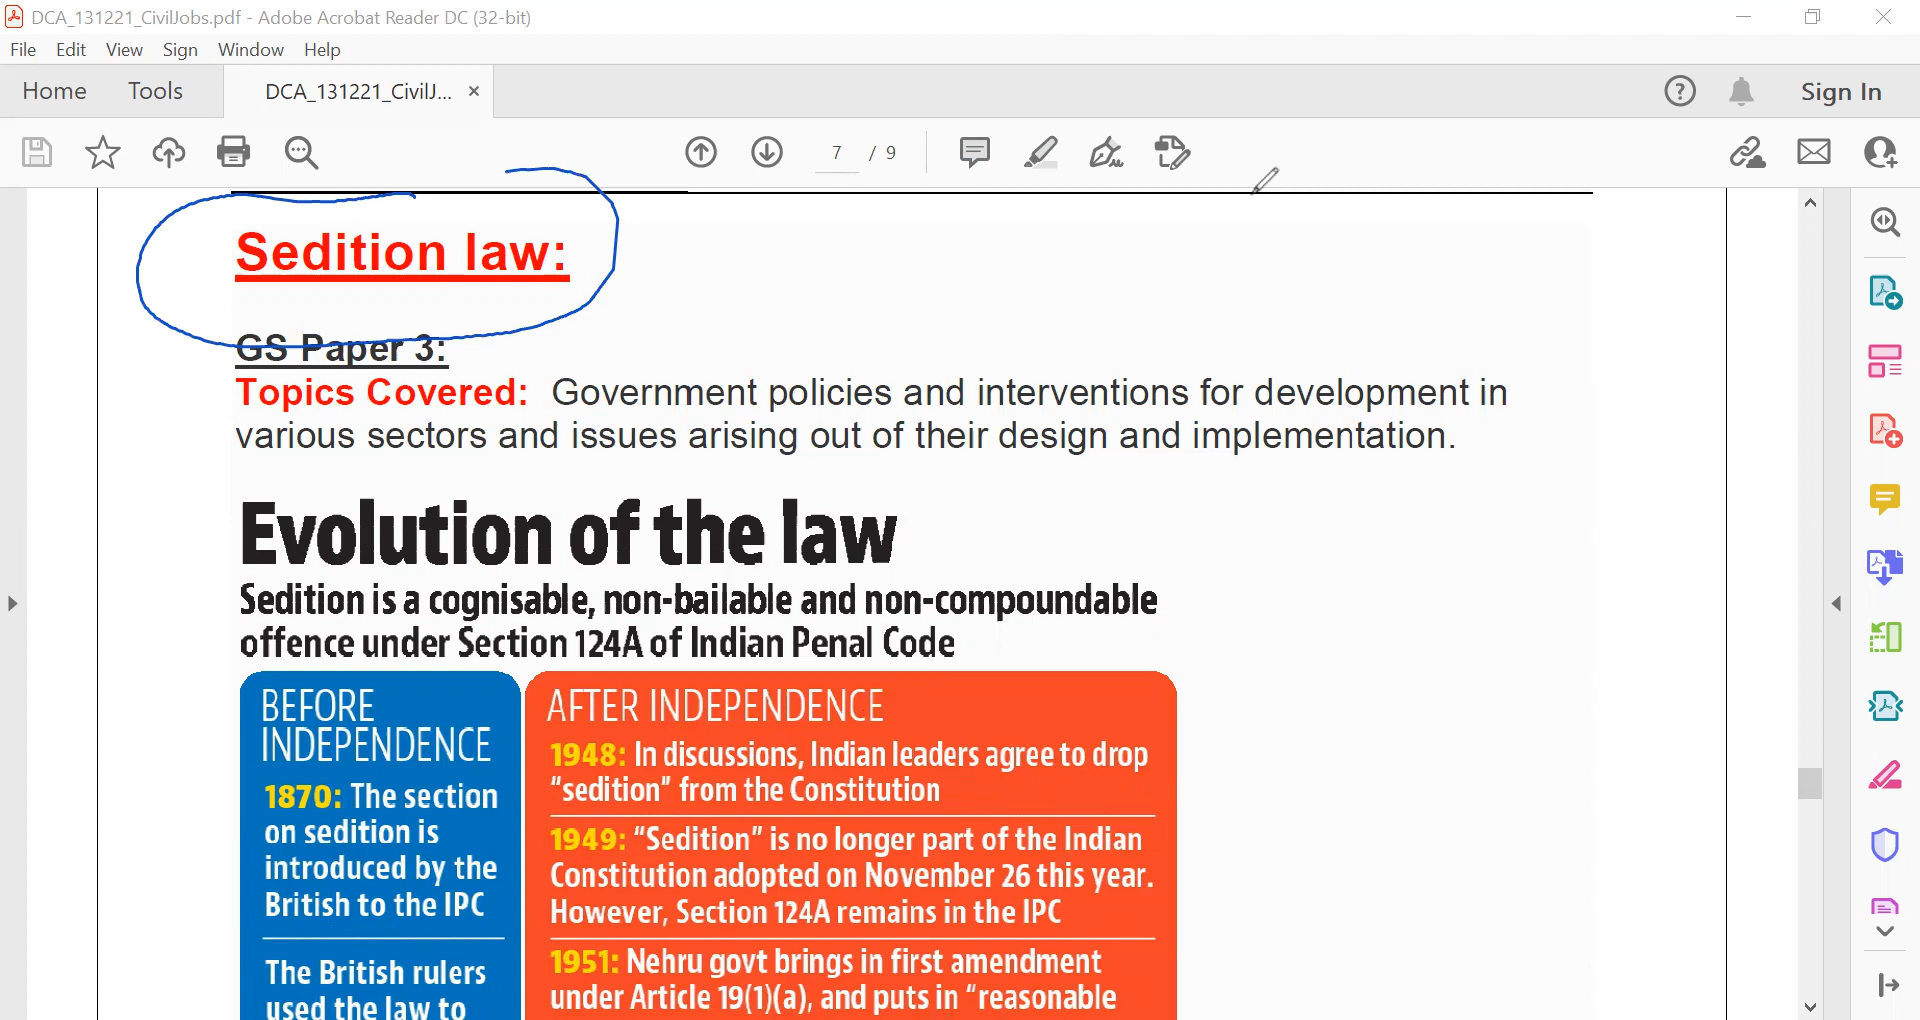 DCA_131221_CivilJobs.pdf - Adobe Acrobat Reader DC (32-bit)
File Edit View Sign Window Help
Home Tools DCA_131221_CivilJ... × Sign In
7 / 9
Sedition law:
GS Paper 3:
Topics Covered: Government policies and interventions for development in
various sectors and issues arising out of their design and implementation.
Evolution of the law
Sedition is a cognisable, non-bailable and non-compoundable
offence under Section 124A of Indian Penal Code
BEFORE
INDEPENDENCE
1870: The section
on sedition is
introduced by the
British to the IPC
The British rulers
used the law to
AFTER INDEPENDENCE
1948: In discussions, Indian leaders agree to drop
"sedition" from the Constitution
1949: "Sedition" is no longer part of the Indian
Constitution adopted on November 26 this year.
However, Section 124A remains in the IPC
1951: Nehru govt brings in first amendment
under Article 19(1)(a), and puts in "reasonable